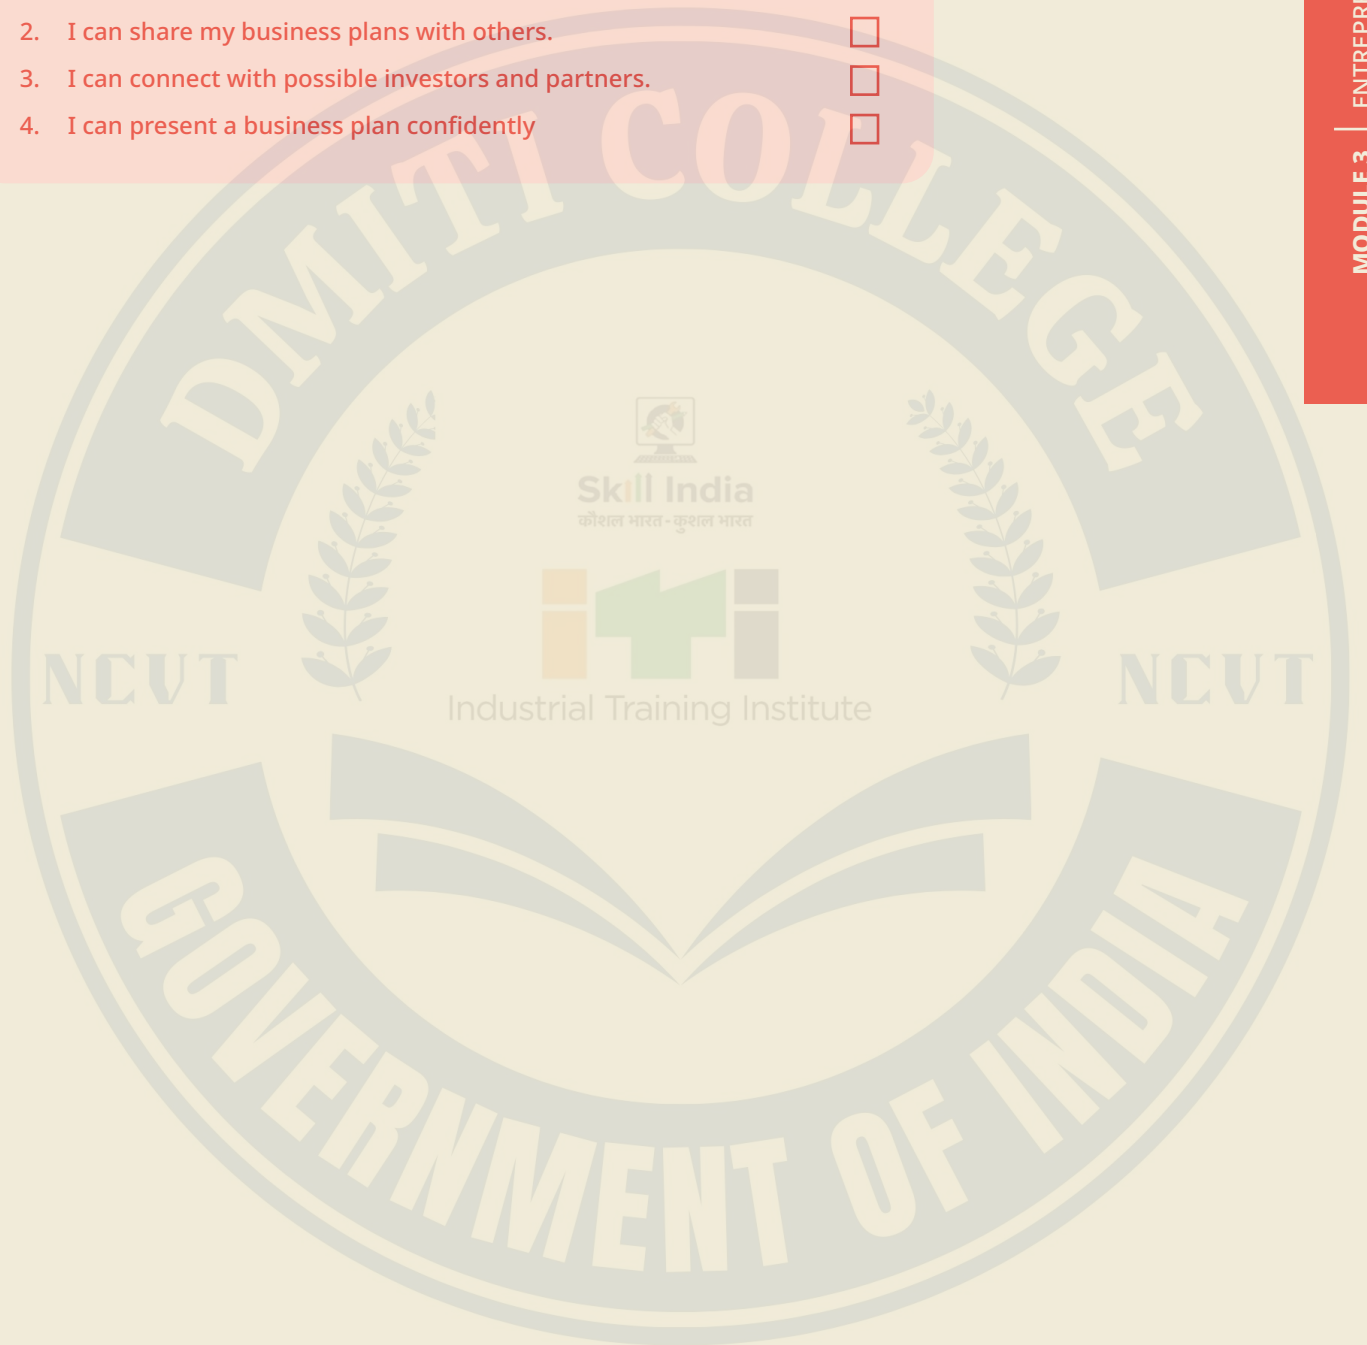 2. I can share my business plans with others.
3. I can connect with possible investors and partners.
4. I can present a business plan confidently
MODULE 3 |
DMITI COLLEGE
Skill India
कौशल भारत - कुशल भारत
iTi
NCVT
NCVT
Industrial Training Institute
GOVERNMENT OF INDIA